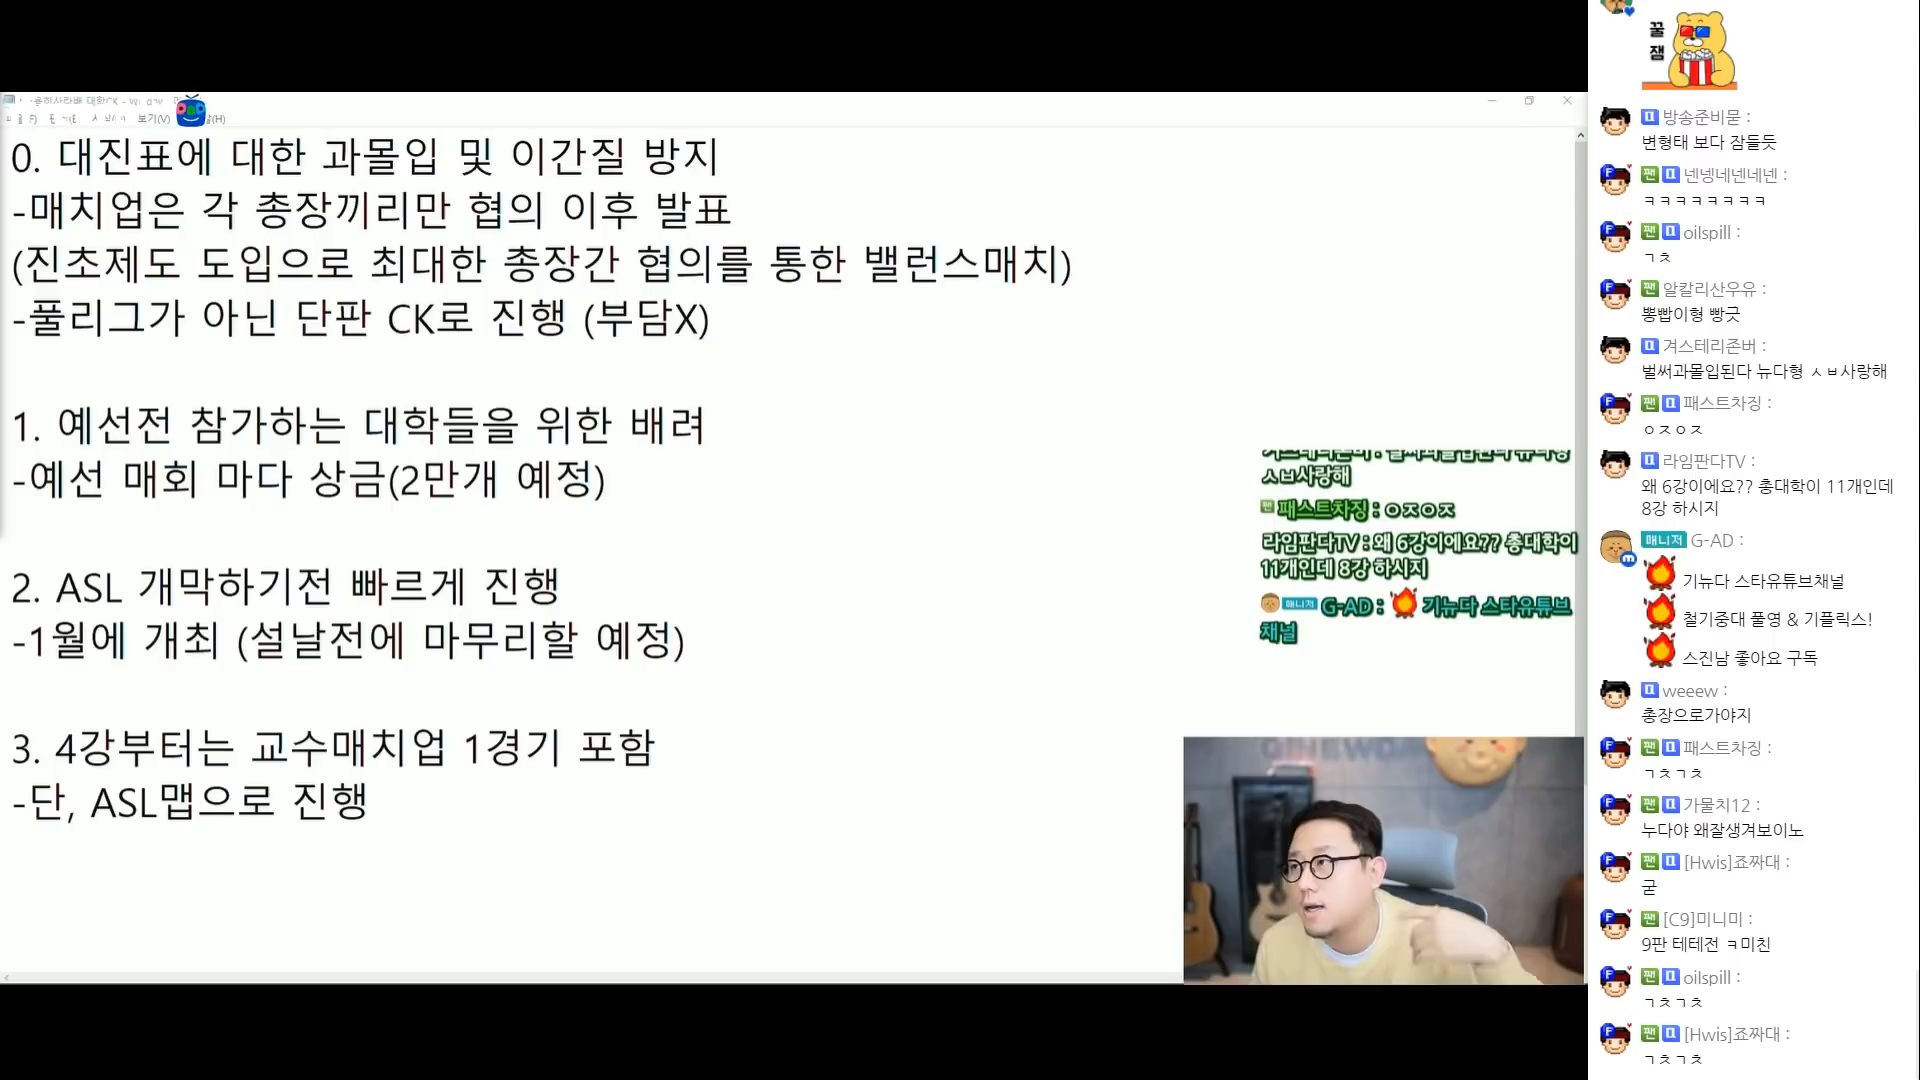 보기(V)
0. 대진표에 대한 과몰입 및 이간질 방지
-매치업은 각 총장끼리만 협의 이후 발표
(진초제도 도입으로 최대한 총장간 협의를 통한 밸런스매치)
-풀리그가 아닌 단판 CK로 진행 (부담X)
1. 예선전 참가하는 대학들을 위한 배려
-예선 매회 마다 상금(2만개 예정)
2. ASL 개막하기전 빠르게 진행
-1월에 개최 (설날전에 마무리할 예정)
3. 4강부터는 교수매치업 1경기 포함
-단, ASL맵으로 진행
ㅅㅂ사랑해
팬 패스트차징 : ㅇㅈㅇㅈ
라임판다TV : 왜 6강이에요?? 총대학이
11개인데 8강 하시지
매니저 G-AD : 기뉴다 스타유튜브
채널
꿀
잼
방송준비묻 :
변형태 보다 잠들듯
팬 넨넹네넨네넨 :
ㅋㅋㅋㅋㅋㅋㅋㅋ
팬 oilspill :
ㄱㅊ
팬 알칼리산우유 :
뽕빱이형 빵긋
겨스테리존버 :
벌써과몰입된다 뉴다형 ㅅㅂ사랑해
팬 패스트차징 :
ㅇㅈㅇㅈ
라임판다TV :
왜 6강이에요?? 총대학이 11개인데
8강 하시지
매니저 G-AD :
기뉴다 스타유튜브채널
철기중대 풀영 & 기플릭스!
스진남 좋아요 구독
weeew :
총장으로가야지
팬 패스트차징 :
ㄱㅊㄱㅊ
팬 가물치12 :
누다야 왜잘생겨보이노
팬 [Hwis]죠짜대 :
굳
팬 [C9]미니미 :
9판 테테전 ㅋ미친
팬 oilspill :
ㄱㅊㄱㅊ
팬 [Hwis]죠짜대 :
ㄱㅊㄱㅊ